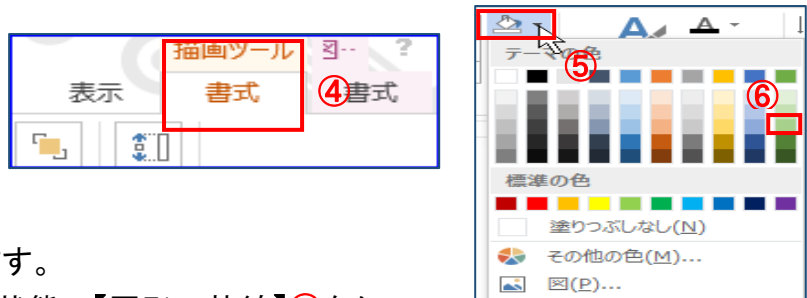 描画ツール
?
表示
書式
④書式
⑤
テーマの色
⑥
標準の色
塗りつぶしなし(N)
その他の色(M)...
図(P)...
す。